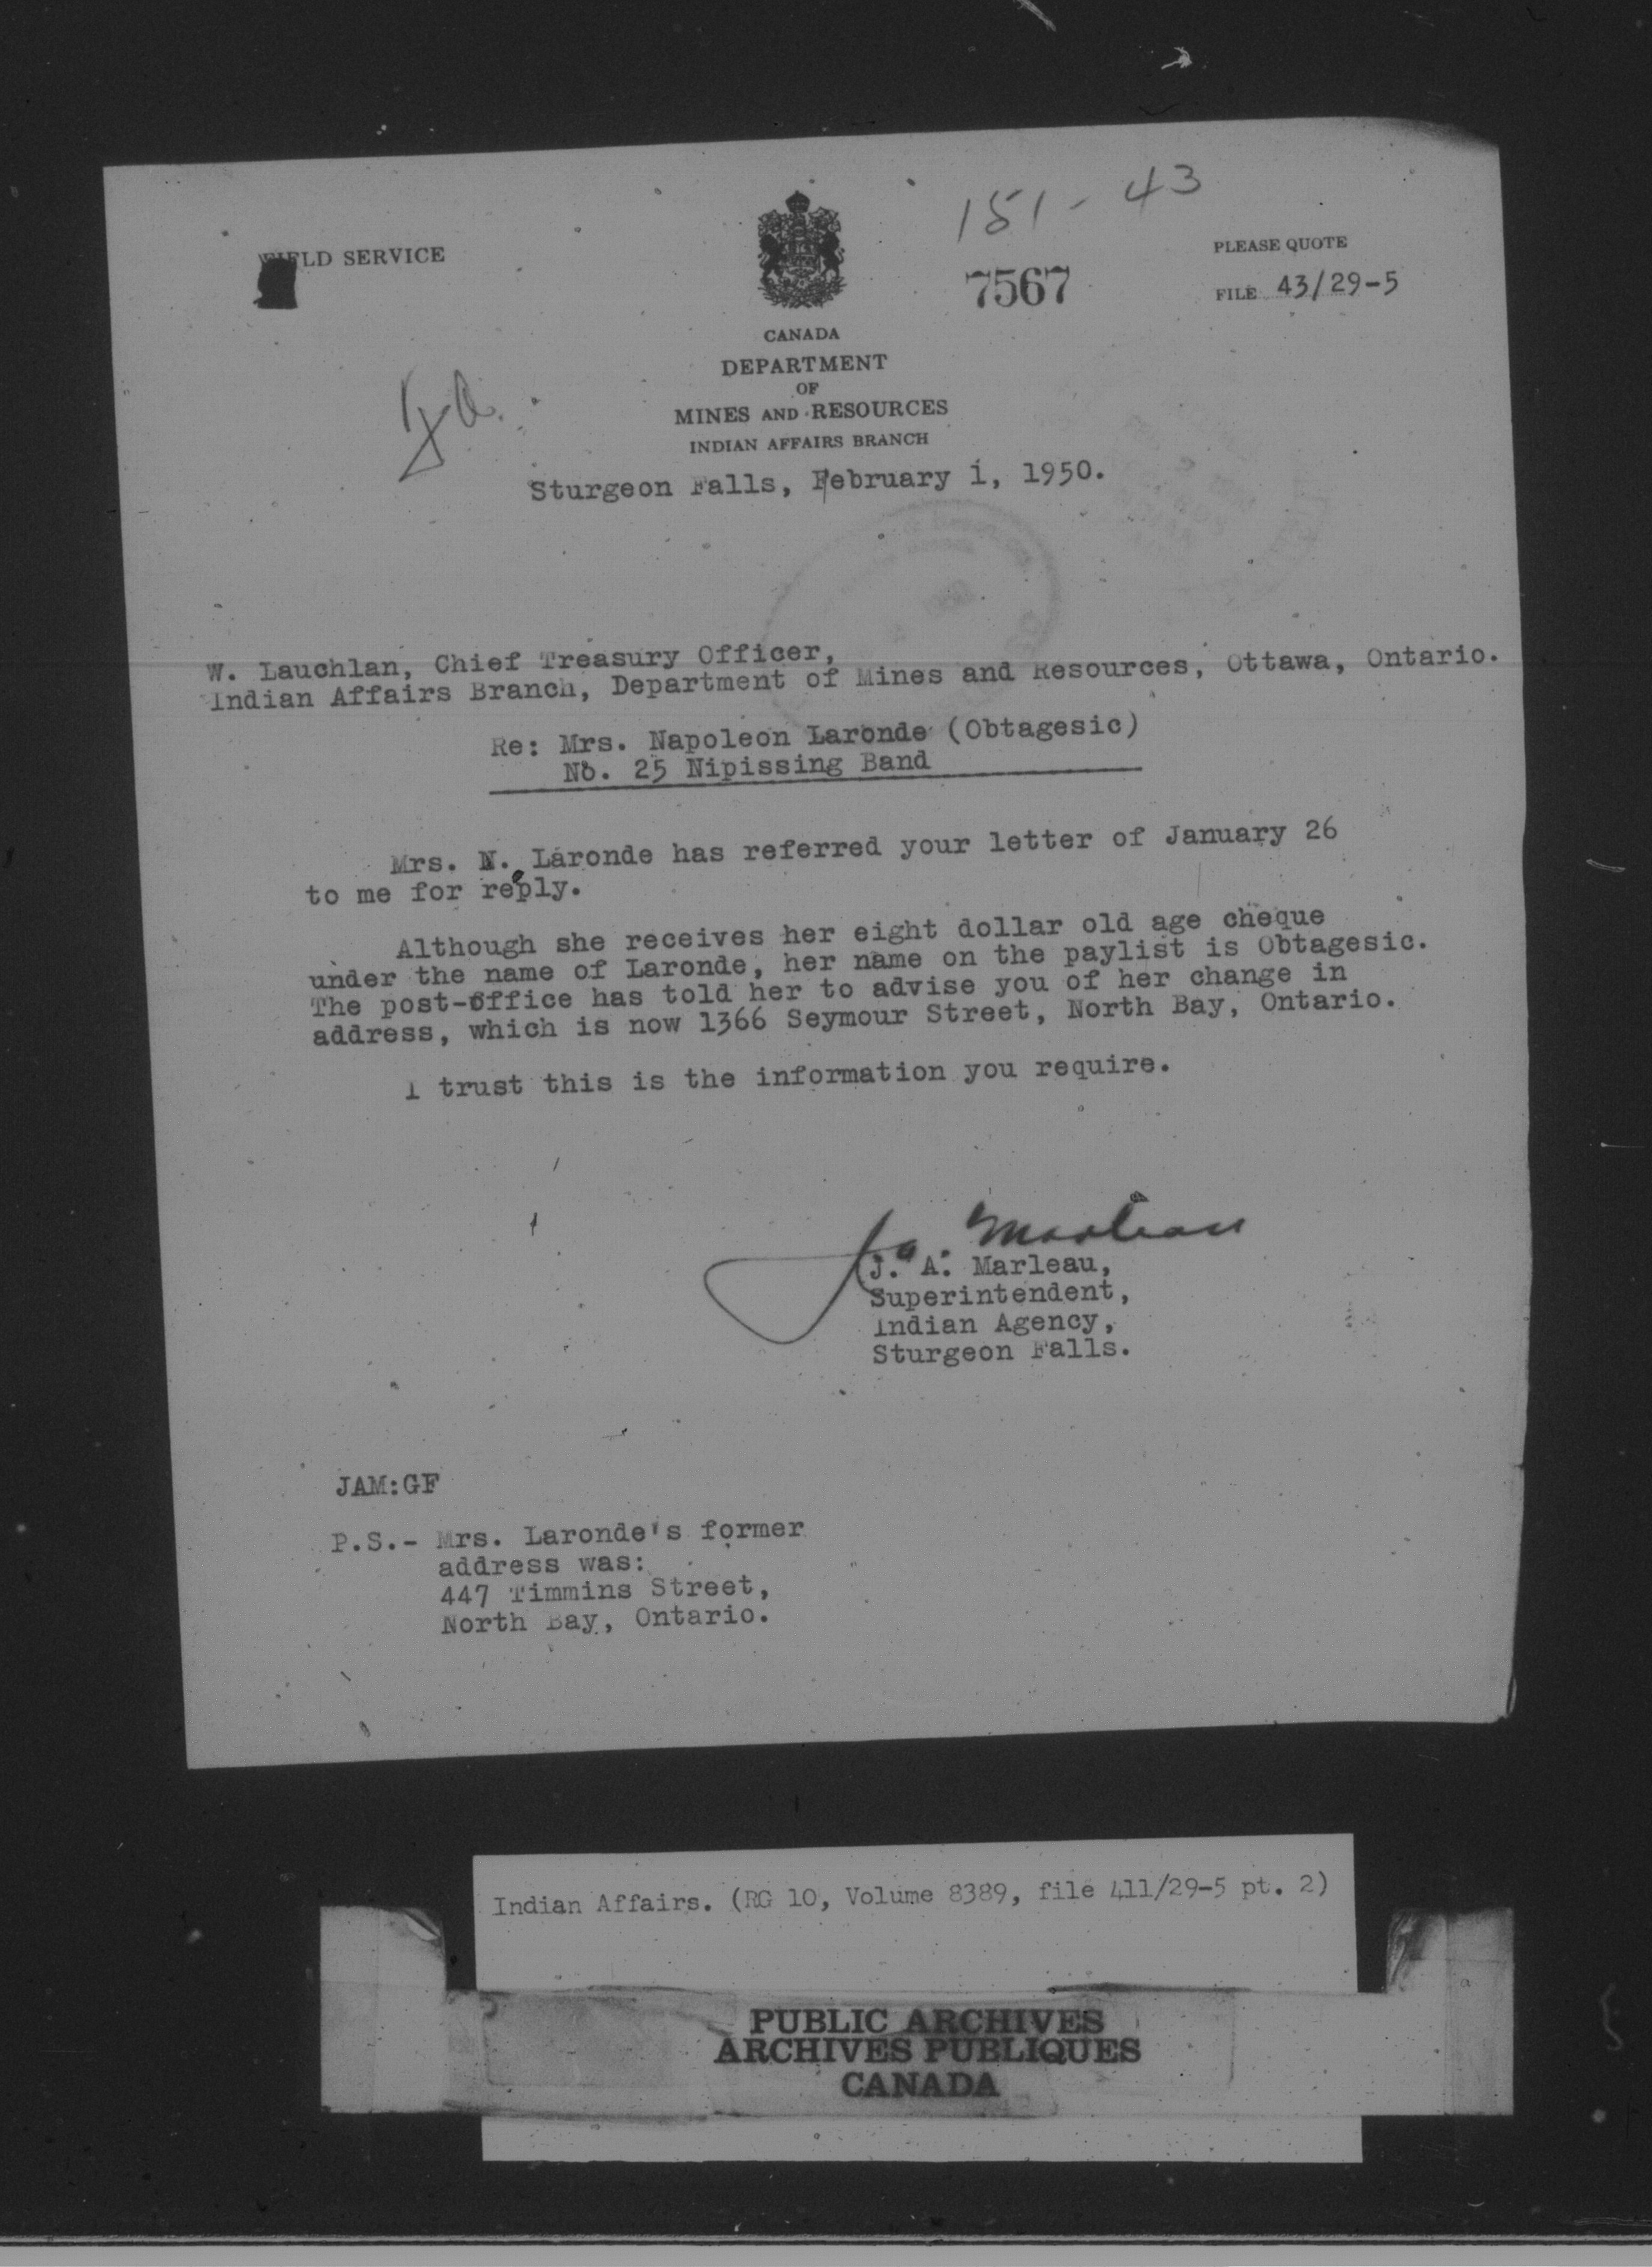 151-43
FIELD SERVICE
PLEASE QUOTE
7567
FILE 43/29-5
CANADA
DEPARTMENT
OF
MINES AND RESOURCES
INDIAN AFFAIRS BRANCH
Sturgeon Falls, February 1, 1950.
W. Lauchlan, Chief Treasury Officer,
Indian Affairs Branch, Department of Mines and Resources, Ottawa, Ontario.
Re: Mrs. Napoleon Laronde (Obtagesic)
No. 25 Nipissing Band
Mrs. N. Laronde has referred your letter of January 26
to me for reply.
Although she receives her eight dollar old age cheque
under the name of Laronde, her name on the paylist is Obtagesic.
The post-office has told her to advise you of her change in
address, which is now 1366 Seymour Street, North Bay, Ontario.
I trust this is the information you require.
J. A. Marleau
J. A. Marleau,
Superintendent,
Indian Agency,
Sturgeon Falls.
JAM:GF
P.S.- Mrs. Laronde's former
address was:
447 Timmins Street,
North Bay, Ontario.
Indian Affairs. (RG 10, Volume 8389, file 411/29-5 pt. 2)
PUBLIC ARCHIVES
ARCHIVES PUBLIQUES
CANADA